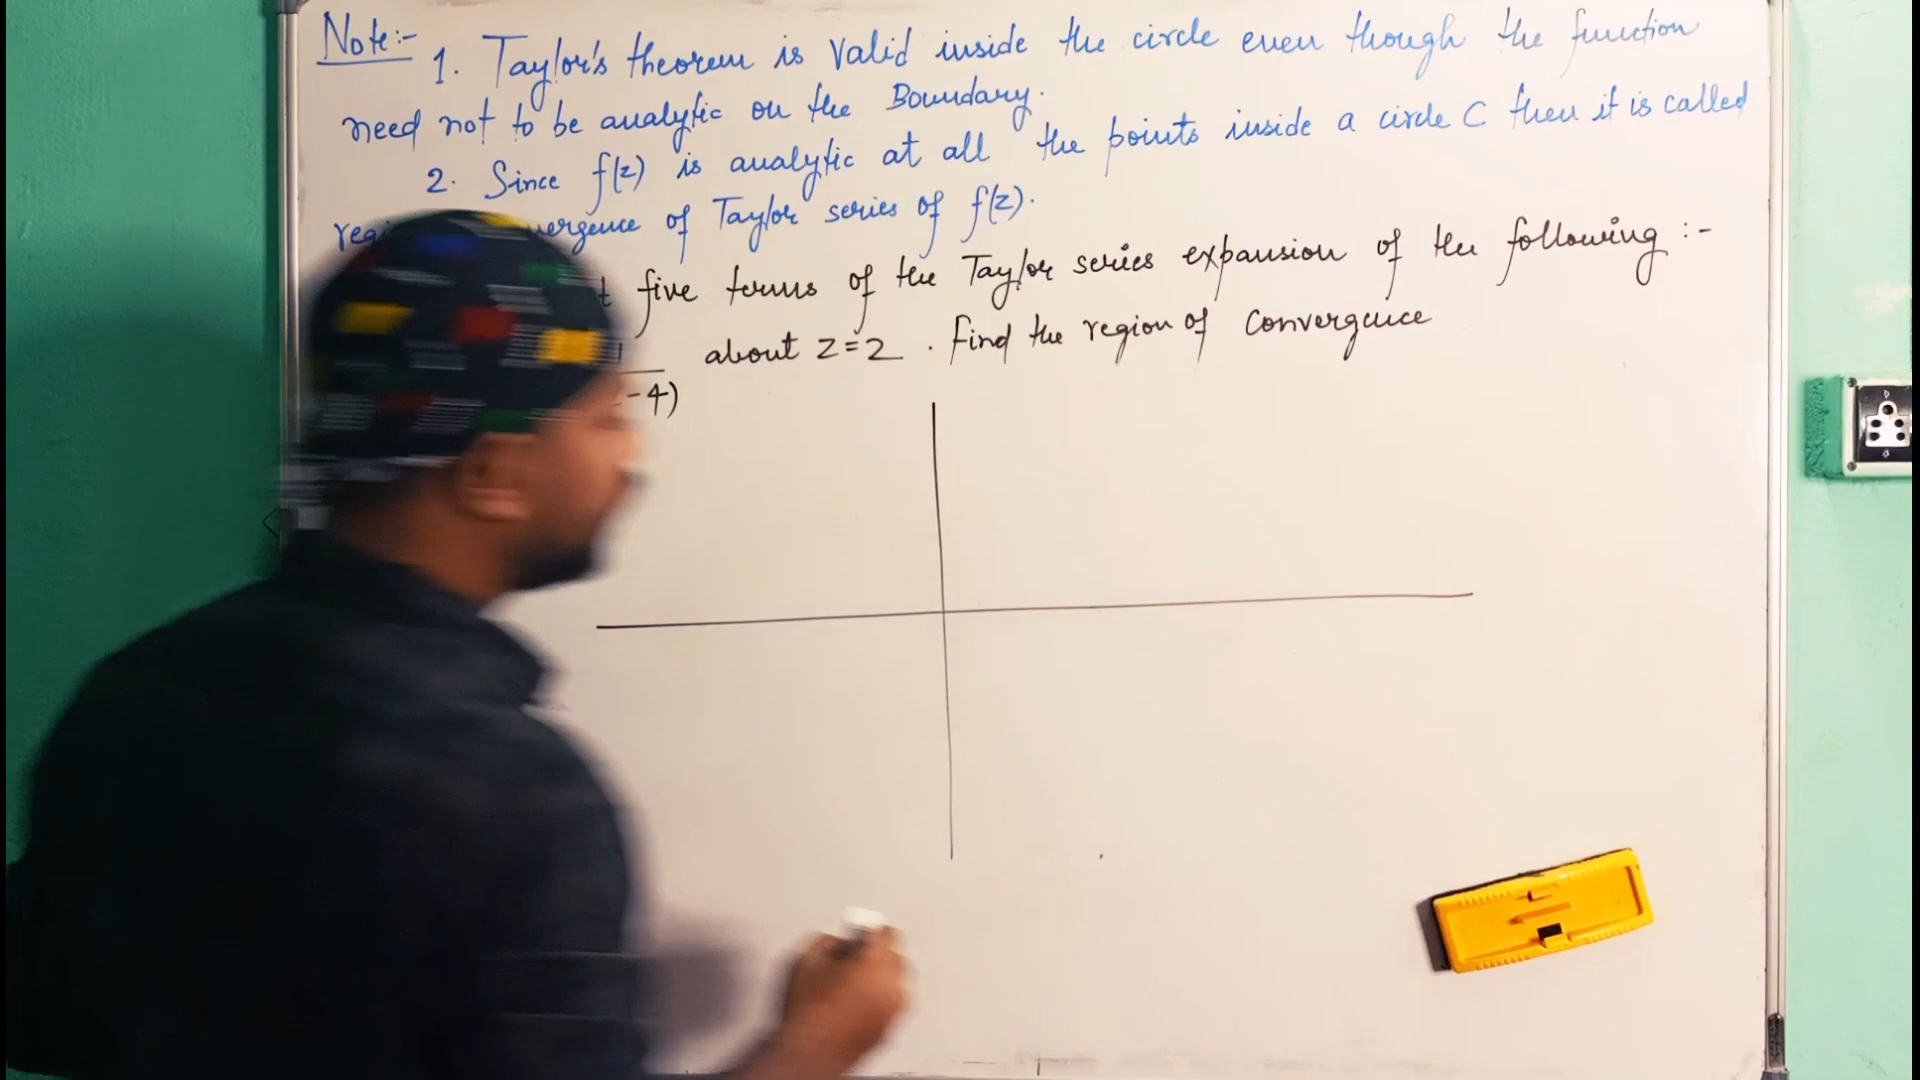 Note:-
1. Taylor's theorem is valid inside the circle even though the function
need not to be analytic on the Boundary.
2. Since f(z) is analytic at all the points inside a circle C then it is called
of Taylor series of f(z).
five terms of the Taylor series expansion of the following :-
about z=2 . Find the region of convergence
-4)